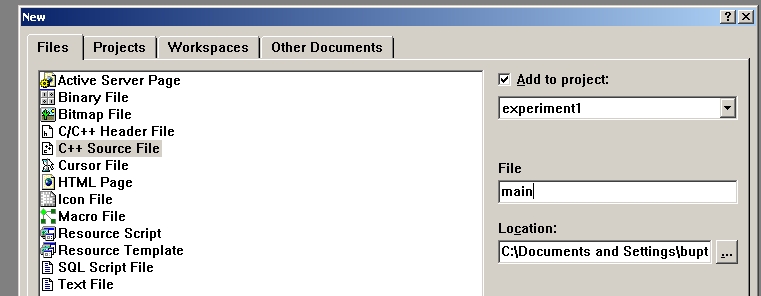 New
Files Projects Workspaces Other Documents
Active Server Page
Binary File
Bitmap File
C/C++ Header File
C++ Source File
Cursor File
HTML Page
Icon File
Macro File
Resource Script
Resource Template
SQL Script File
Text File
Add to project:
experiment1
File
main
Location:
C:\Documents and Settings\bupt
...